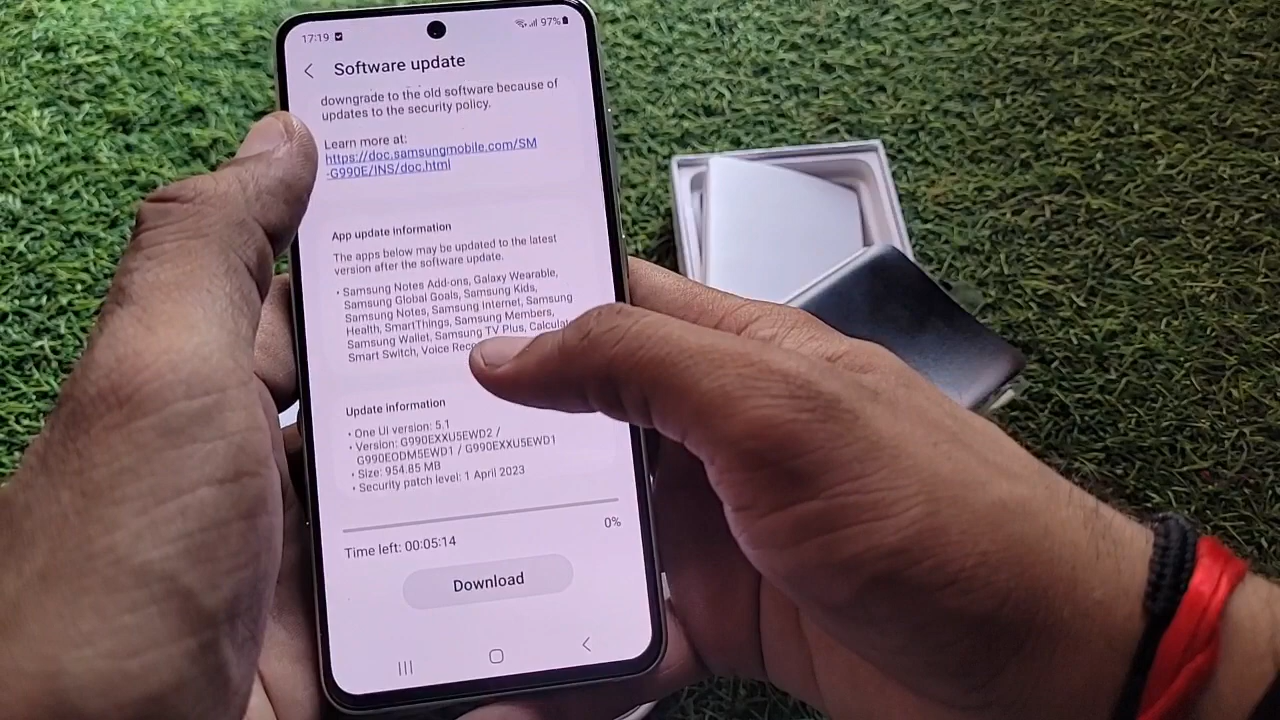 17:19
97%
Software update
downgrade to the old software because of
updates to the security policy.
Learn more at:
https://doc.samsungmobile.com/SM
-G990E/INS/doc.html
App update information
The apps below may be updated to the latest
version after the software update.
• Samsung Notes Add-ons, Galaxy Wearable,
Samsung Global Goals, Samsung Kids,
Samsung Notes, Samsung Internet, Samsung
Health, SmartThings, Samsung Members,
Samsung Wallet, Samsung TV Plus,
Smart Switch, Voice
Update information
• One UI version: 5.1
• Version: G990EXXU5EWD2 /
G990EODM5EWD1 / G990EXXU5EWD1
• Size: 954.85 MB
• Security patch level: 1 April 2023
0%
Time left: 00:05:14
Download